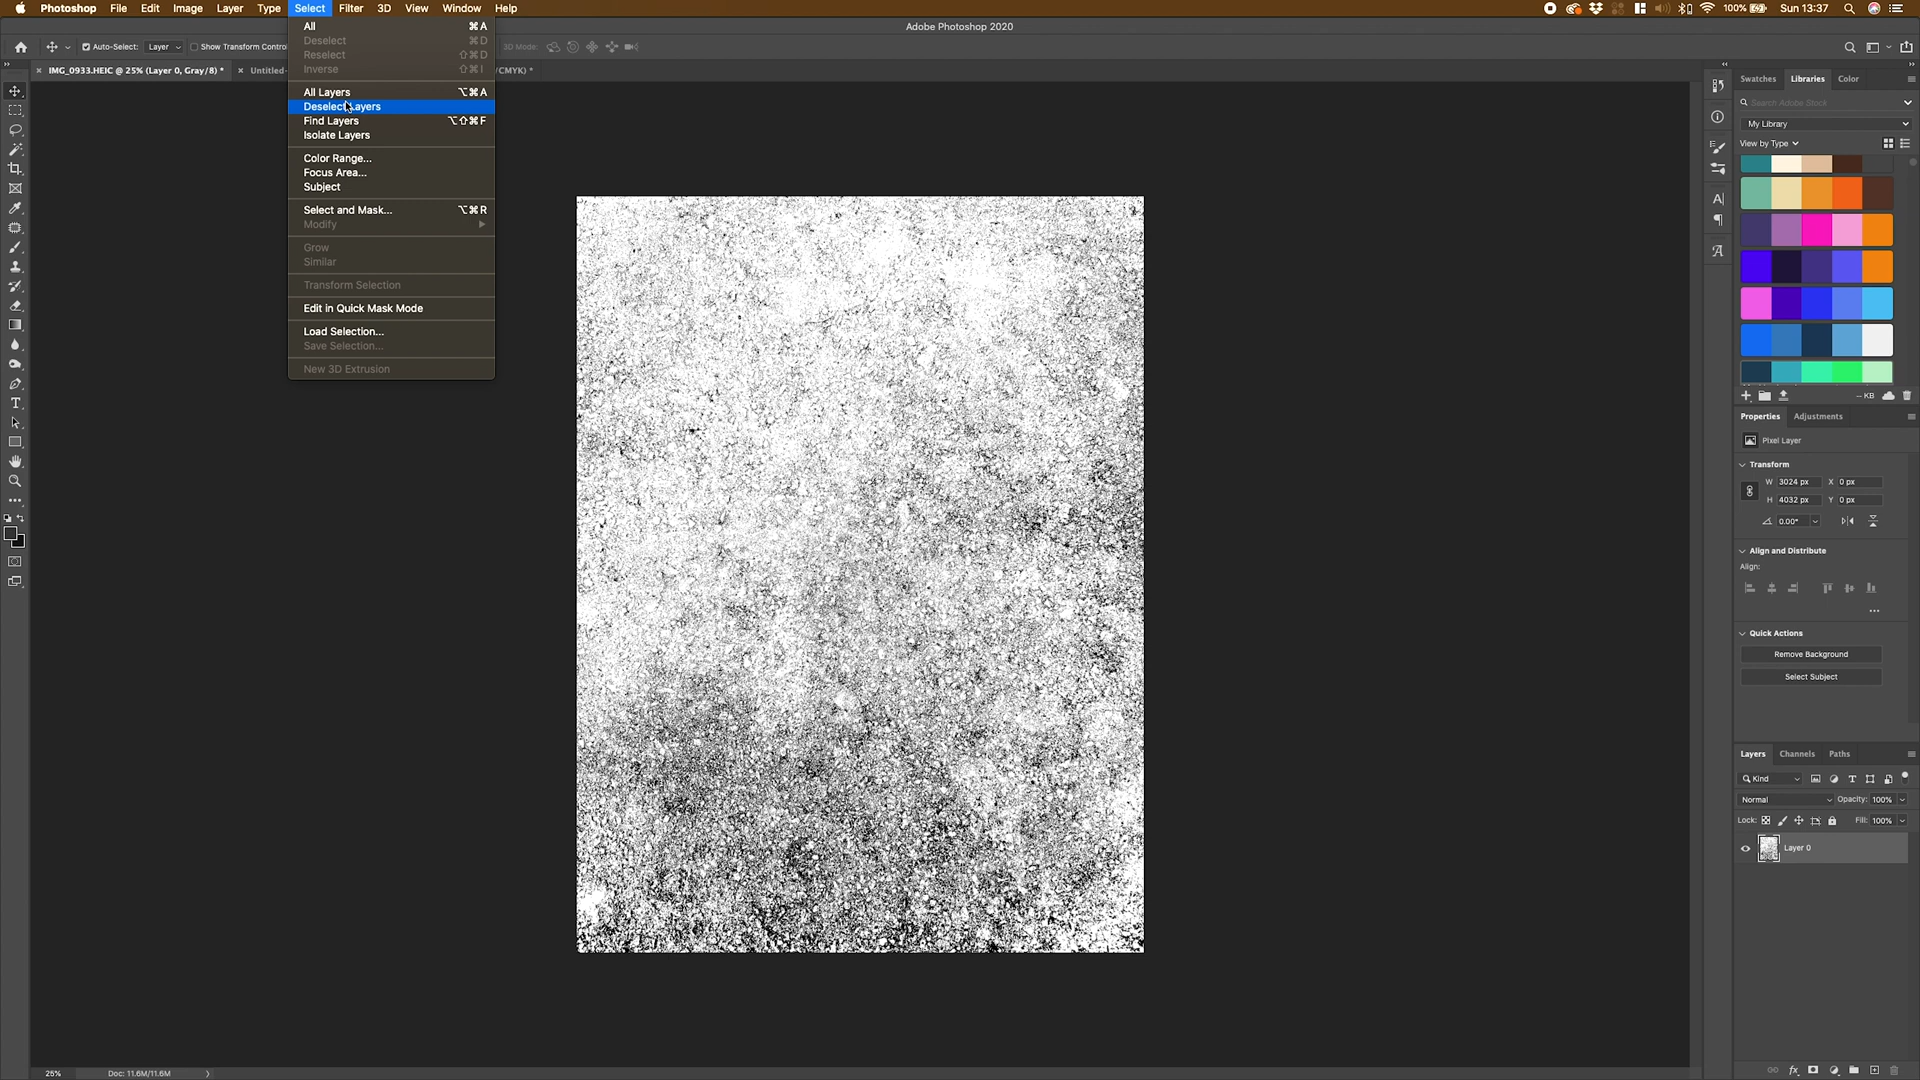 Photoshop File Edit Image Layer Type Select Filter 3D View Window Help 100% Sun 13:37
Adobe Photoshop 2020
Auto-Select: Layer Show Transform Control 3D Mode:
IMG_0933.HEIC @ 25% (Layer 0, Gray/8) * Untitled- CMYK) *
All ⌘A
Deselect ⌘D
Reselect ⇧⌘D
Inverse ⇧⌘I
All Layers ⌥⌘A
Deselect Layers
Find Layers ⌥⇧⌘F
Isolate Layers
Color Range...
Focus Area...
Subject
Select and Mask... ⌥⌘R
Modify
Grow
Similar
Transform Selection
Edit in Quick Mask Mode
Load Selection...
Save Selection...
New 3D Extrusion
Swatches Libraries Color
Search Adobe Stock
My Library
View by Type
-- KB
Properties Adjustments
Pixel Layer
Transform
W 3024 px X 0 px
H 4032 px Y 0 px
0.00°
Align and Distribute
Align:
Quick Actions
Remove Background
Select Subject
Layers Channels Paths
Kind
Normal Opacity: 100%
Lock: Fill: 100%
Layer 0
25% Doc: 11.6M/11.6M